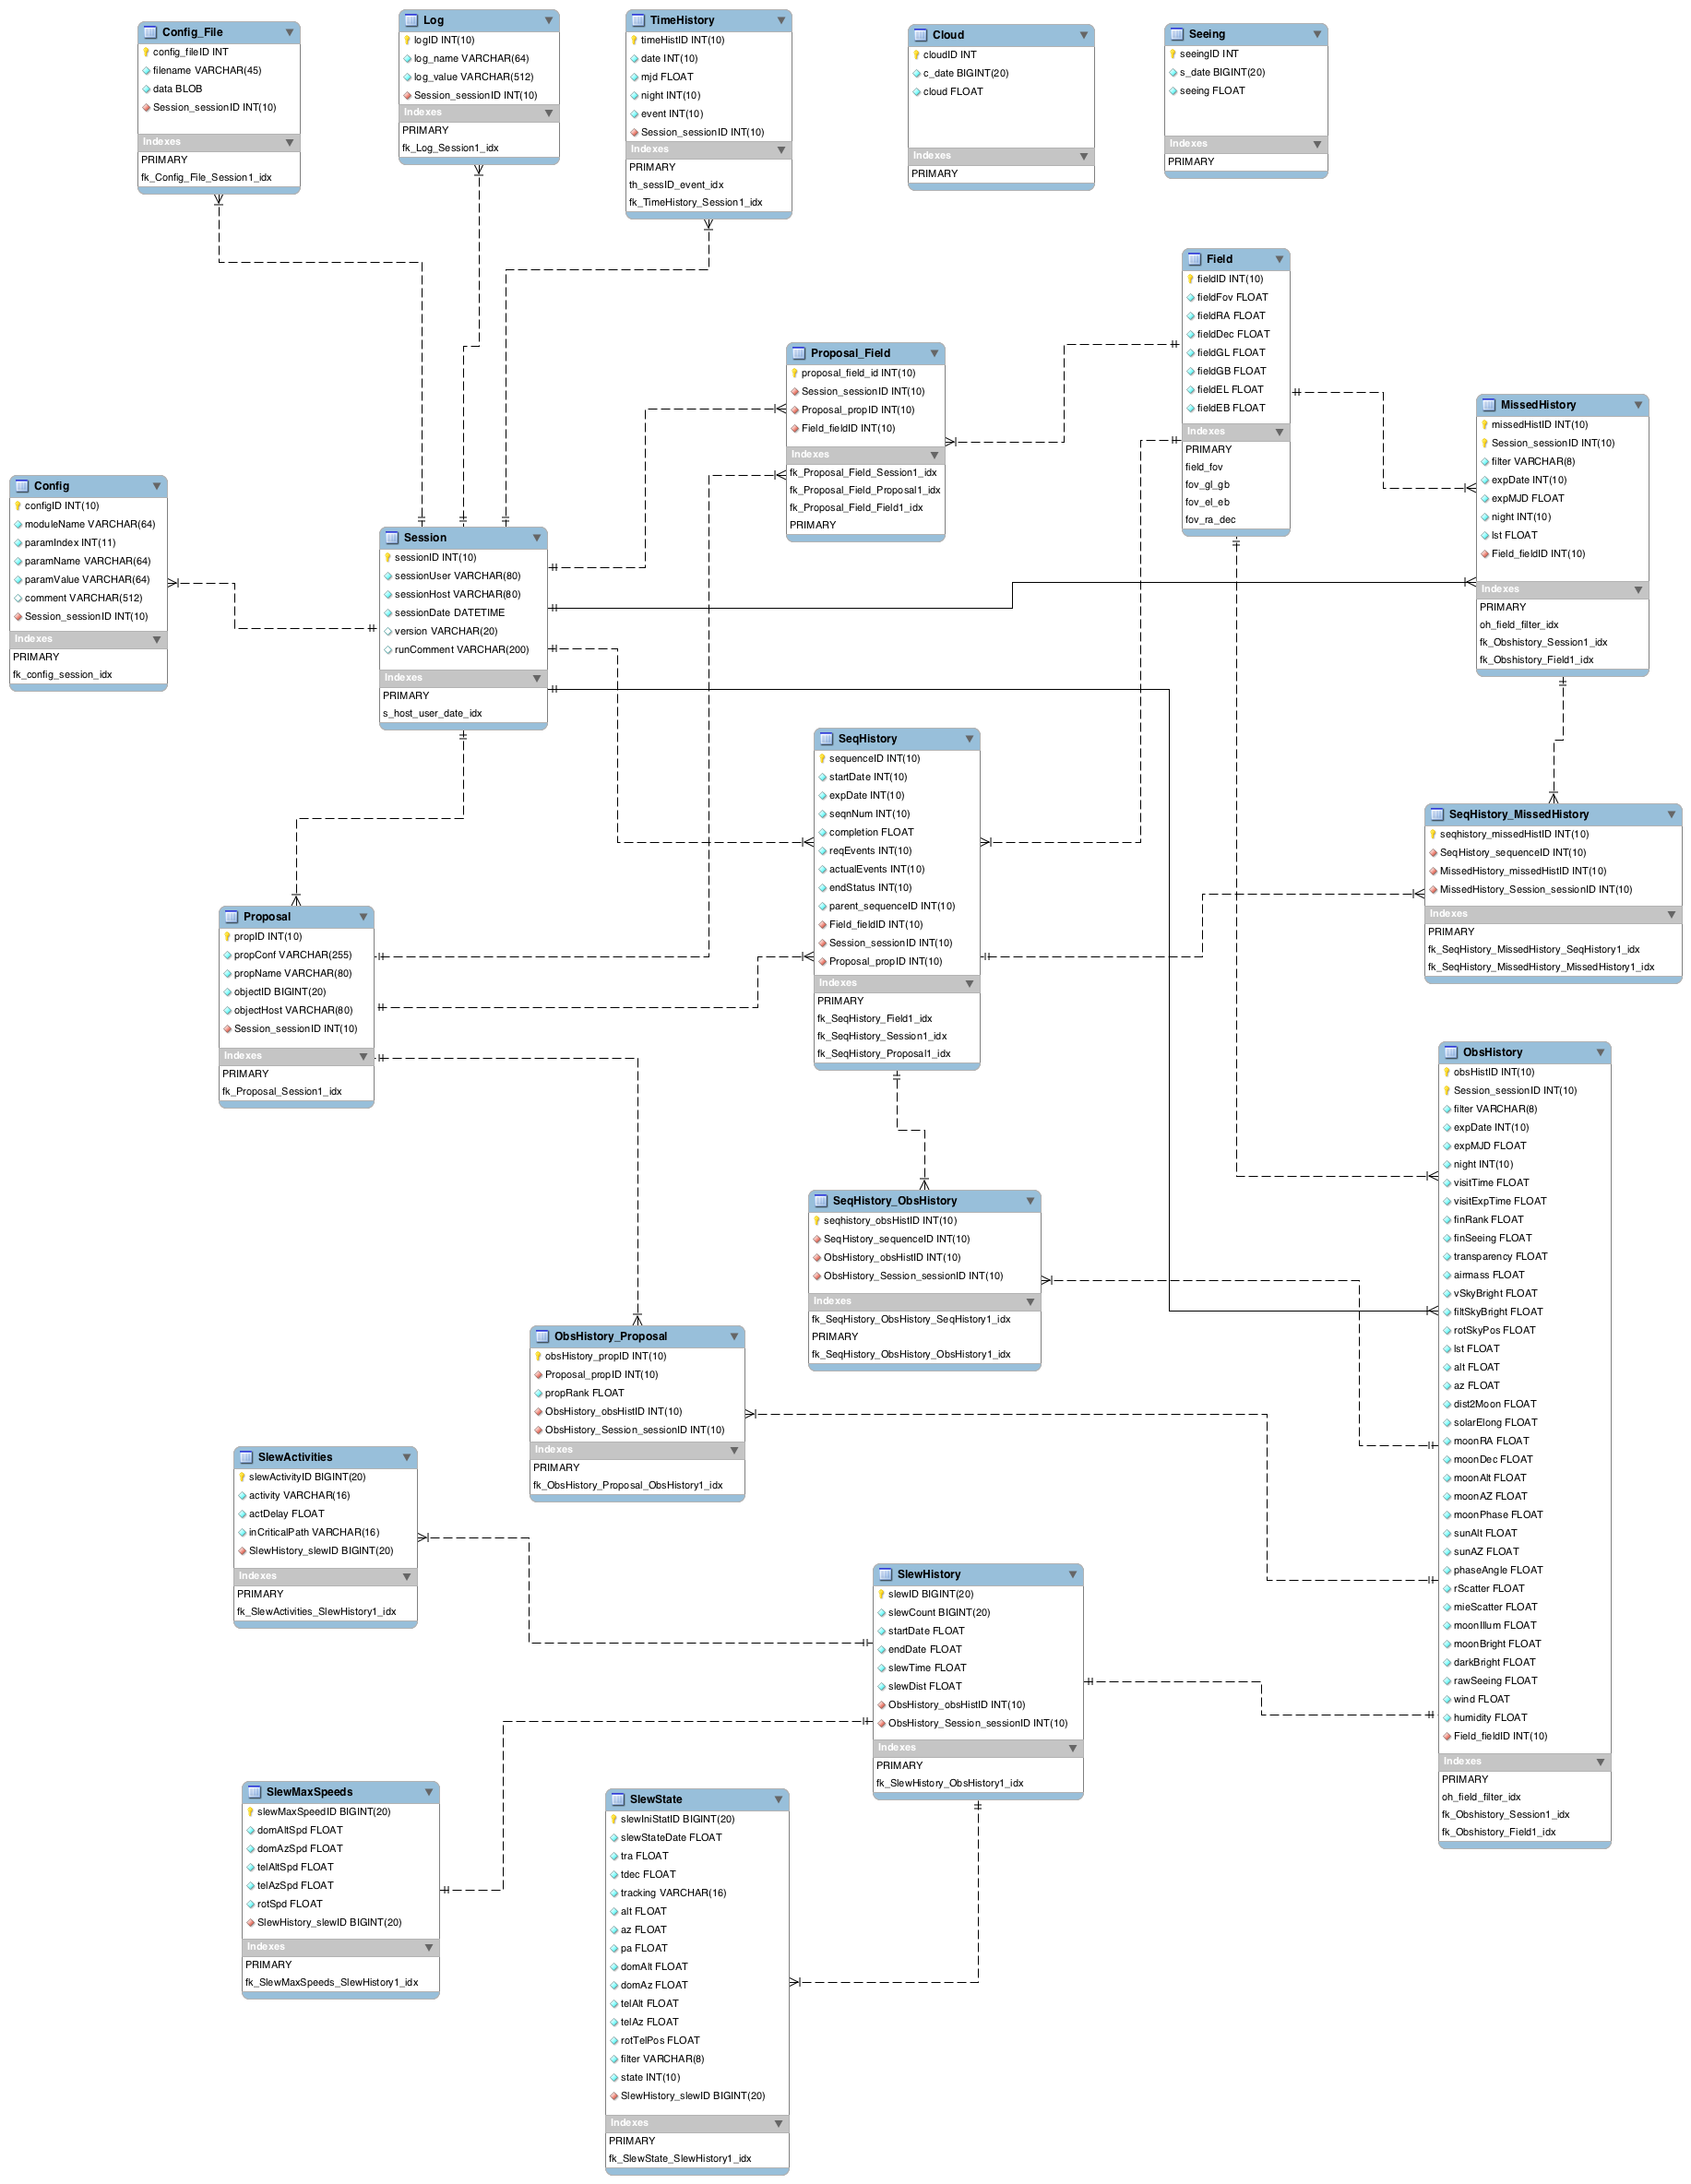 Config_File
config_fileID INT
filename VARCHAR(45)
data BLOB
Session_sessionID INT(10)
Indexes
PRIMARY
fk_Config_File_Session1_idx
Log
logID INT(10)
log_name VARCHAR(64)
log_value VARCHAR(512)
Session_sessionID INT(10)
Indexes
PRIMARY
fk_Log_Session1_idx
TimeHistory
timeHistID INT(10)
date INT(10)
mjd FLOAT
night INT(10)
event INT(10)
Session_sessionID INT(10)
Indexes
PRIMARY
th_sessID_event_idx
fk_TimeHistory_Session1_idx
Cloud
cloudID INT
c_date BIGINT(20)
cloud FLOAT
Indexes
PRIMARY
Seeing
seeingID INT
s_date BIGINT(20)
seeing FLOAT
Indexes
PRIMARY
Field
fieldID INT(10)
fieldFov FLOAT
fieldRA FLOAT
fieldDec FLOAT
fieldGL FLOAT
fieldGB FLOAT
fieldEL FLOAT
fieldEB FLOAT
Indexes
PRIMARY
field_fov
fov_gl_gb
fov_el_eb
fov_ra_dec
Proposal_Field
proposal_field_id INT(10)
Session_sessionID INT(10)
Proposal_propID INT(10)
Field_fieldID INT(10)
Indexes
fk_Proposal_Field_Session1_idx
fk_Proposal_Field_Proposal1_idx
fk_Proposal_Field_Field1_idx
PRIMARY
MissedHistory
missedHistID INT(10)
Session_sessionID INT(10)
filter VARCHAR(8)
expDate INT(10)
expMJD FLOAT
night INT(10)
lst FLOAT
Field_fieldID INT(10)
Indexes
PRIMARY
oh_field_filter_idx
fk_Obshistory_Session1_idx
fk_Obshistory_Field1_idx
Config
configID INT(10)
moduleName VARCHAR(64)
paramIndex INT(11)
paramName VARCHAR(64)
paramValue VARCHAR(64)
comment VARCHAR(512)
Session_sessionID INT(10)
Indexes
PRIMARY
fk_config_session_idx
Session
sessionID INT(10)
sessionUser VARCHAR(80)
sessionHost VARCHAR(80)
sessionDate DATETIME
version VARCHAR(20)
runComment VARCHAR(200)
Indexes
PRIMARY
s_host_user_date_idx
SeqHistory
sequenceID INT(10)
startDate INT(10)
expDate INT(10)
seqnNum INT(10)
completion FLOAT
reqEvents INT(10)
actualEvents INT(10)
endStatus INT(10)
parent_sequenceID INT(10)
Field_fieldID INT(10)
Session_sessionID INT(10)
Proposal_propID INT(10)
Indexes
PRIMARY
fk_SeqHistory_Field1_idx
fk_SeqHistory_Session1_idx
fk_SeqHistory_Proposal1_idx
SeqHistory_MissedHistory
seqhistory_missedHistID INT(10)
SeqHistory_sequenceID INT(10)
MissedHistory_missedHistID INT(10)
MissedHistory_Session_sessionID INT(10)
Indexes
PRIMARY
fk_SeqHistory_MissedHistory_SeqHistory1_idx
fk_SeqHistory_MissedHistory_MissedHistory1_idx
Proposal
propID INT(10)
propConf VARCHAR(255)
propName VARCHAR(80)
objectID BIGINT(20)
objectHost VARCHAR(80)
Session_sessionID INT(10)
Indexes
PRIMARY
fk_Proposal_Session1_idx
ObsHistory
obsHistID INT(10)
Session_sessionID INT(10)
filter VARCHAR(8)
expDate INT(10)
expMJD FLOAT
night INT(10)
visitTime FLOAT
visitExpTime FLOAT
finRank FLOAT
finSeeing FLOAT
transparency FLOAT
airmass FLOAT
vSkyBright FLOAT
filtSkyBright FLOAT
rotSkyPos FLOAT
lst FLOAT
alt FLOAT
az FLOAT
dist2Moon FLOAT
solarElong FLOAT
moonRA FLOAT
moonDec FLOAT
moonAlt FLOAT
moonAZ FLOAT
moonPhase FLOAT
sunAlt FLOAT
sunAZ FLOAT
phaseAngle FLOAT
rScatter FLOAT
mieScatter FLOAT
moonIllum FLOAT
moonBright FLOAT
darkBright FLOAT
rawSeeing FLOAT
wind FLOAT
humidity FLOAT
Field_fieldID INT(10)
Indexes
PRIMARY
oh_field_filter_idx
fk_Obshistory_Session1_idx
fk_Obshistory_Field1_idx
SeqHistory_ObsHistory
seqhistory_obsHistID INT(10)
SeqHistory_sequenceID INT(10)
ObsHistory_obsHistID INT(10)
ObsHistory_Session_sessionID INT(10)
Indexes
fk_SeqHistory_ObsHistory_SeqHistory1_idx
PRIMARY
fk_SeqHistory_ObsHistory_ObsHistory1_idx
ObsHistory_Proposal
obsHistory_propID INT(10)
Proposal_propID INT(10)
propRank FLOAT
ObsHistory_obsHistID INT(10)
ObsHistory_Session_sessionID INT(10)
Indexes
PRIMARY
fk_ObsHistory_Proposal_ObsHistory1_idx
SlewActivities
slewActivityID BIGINT(20)
activity VARCHAR(16)
actDelay FLOAT
inCriticalPath VARCHAR(16)
SlewHistory_slewID BIGINT(20)
Indexes
PRIMARY
fk_SlewActivities_SlewHistory1_idx
SlewHistory
slewID BIGINT(20)
slewCount BIGINT(20)
startDate FLOAT
endDate FLOAT
slewTime FLOAT
slewDist FLOAT
ObsHistory_obsHistID INT(10)
ObsHistory_Session_sessionID INT(10)
Indexes
PRIMARY
fk_SlewHistory_ObsHistory1_idx
SlewMaxSpeeds
slewMaxSpeedID BIGINT(20)
domAltSpd FLOAT
domAzSpd FLOAT
telAltSpd FLOAT
telAzSpd FLOAT
rotSpd FLOAT
SlewHistory_slewID BIGINT(20)
Indexes
PRIMARY
fk_SlewMaxSpeeds_SlewHistory1_idx
SlewState
slewIniStatID BIGINT(20)
slewStateDate FLOAT
tra FLOAT
tdec FLOAT
tracking VARCHAR(16)
alt FLOAT
az FLOAT
pa FLOAT
domAlt FLOAT
domAz FLOAT
telAlt FLOAT
telAz FLOAT
rotTelPos FLOAT
filter VARCHAR(8)
state INT(10)
SlewHistory_slewID BIGINT(20)
Indexes
PRIMARY
fk_SlewState_SlewHistory1_idx